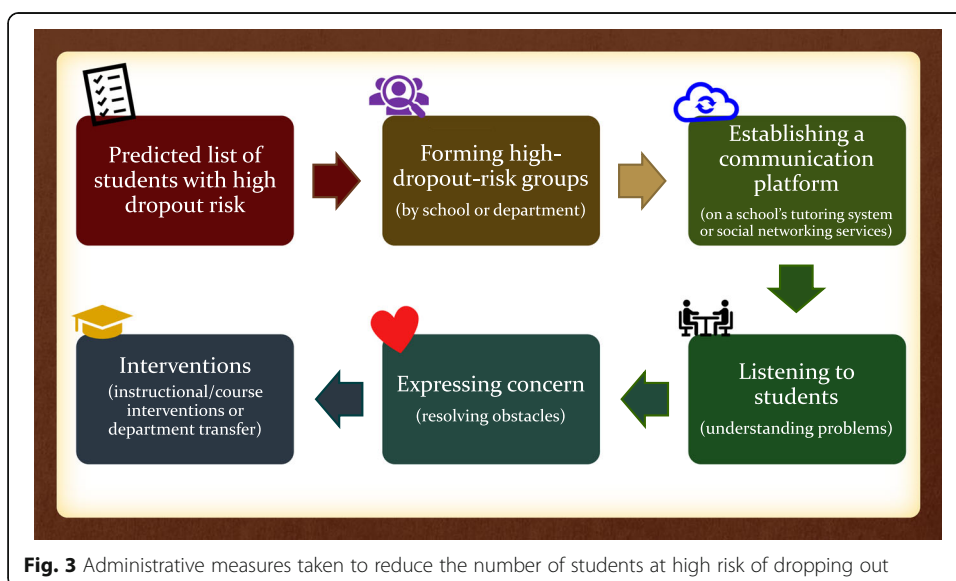 Predicted list of
students with high
dropout risk
Forming high-
dropout-risk groups
(by school or department)
Establishing a
communication
platform
(on a school's tutoring system
or social networking services)
Listening to
students
(understanding problems)
Expressing concern
(resolving obstacles)
Interventions
(instructional/course
interventions or
department transfer)
Fig. 3 Administrative measures taken to reduce the number of students at high risk of dropping out